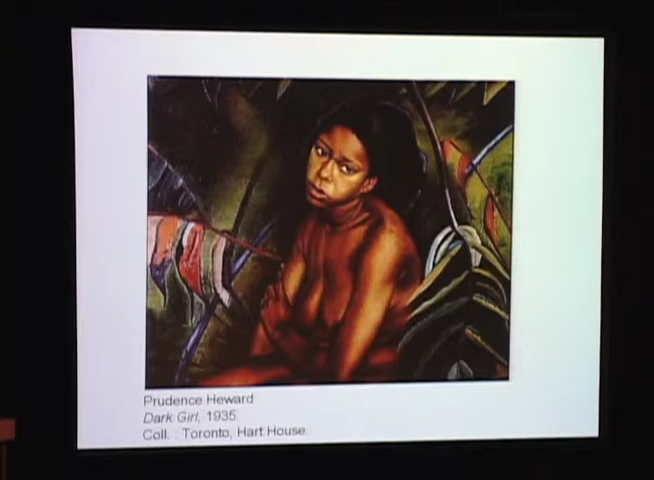 Prudence Heward
Dark Girl, 1935
Coll. : Toronto, Hart House.